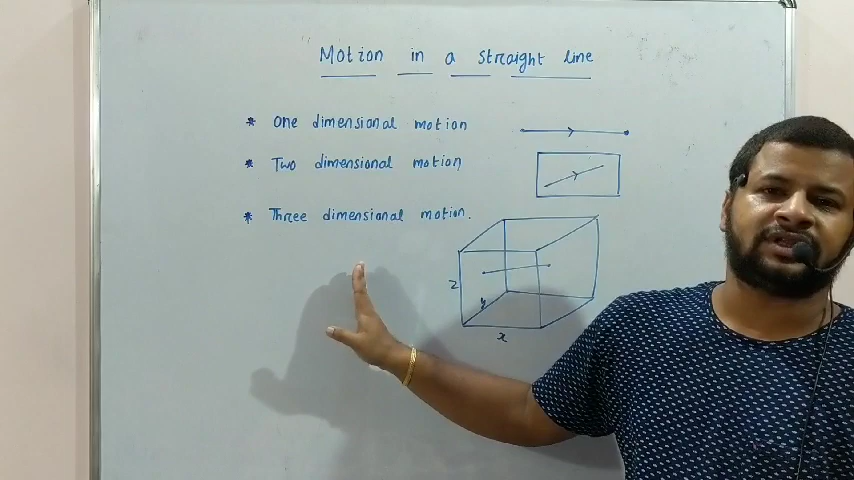 Motion in a straight line
* One dimensional motion
* Two dimensional motion
* Three dimensional motion.
z
y
x